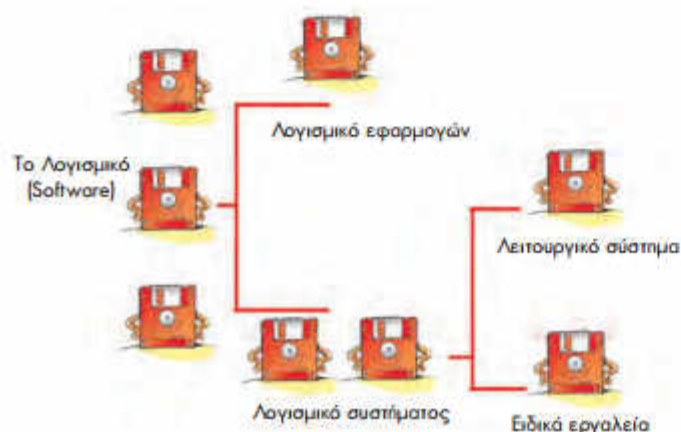 Λογισμικό εφαρμογών
Το Λογισμικό
(Software)
Λειτουργικό σύστημα
Λογισμικό συστήματος
Ειδικά εργαλεία